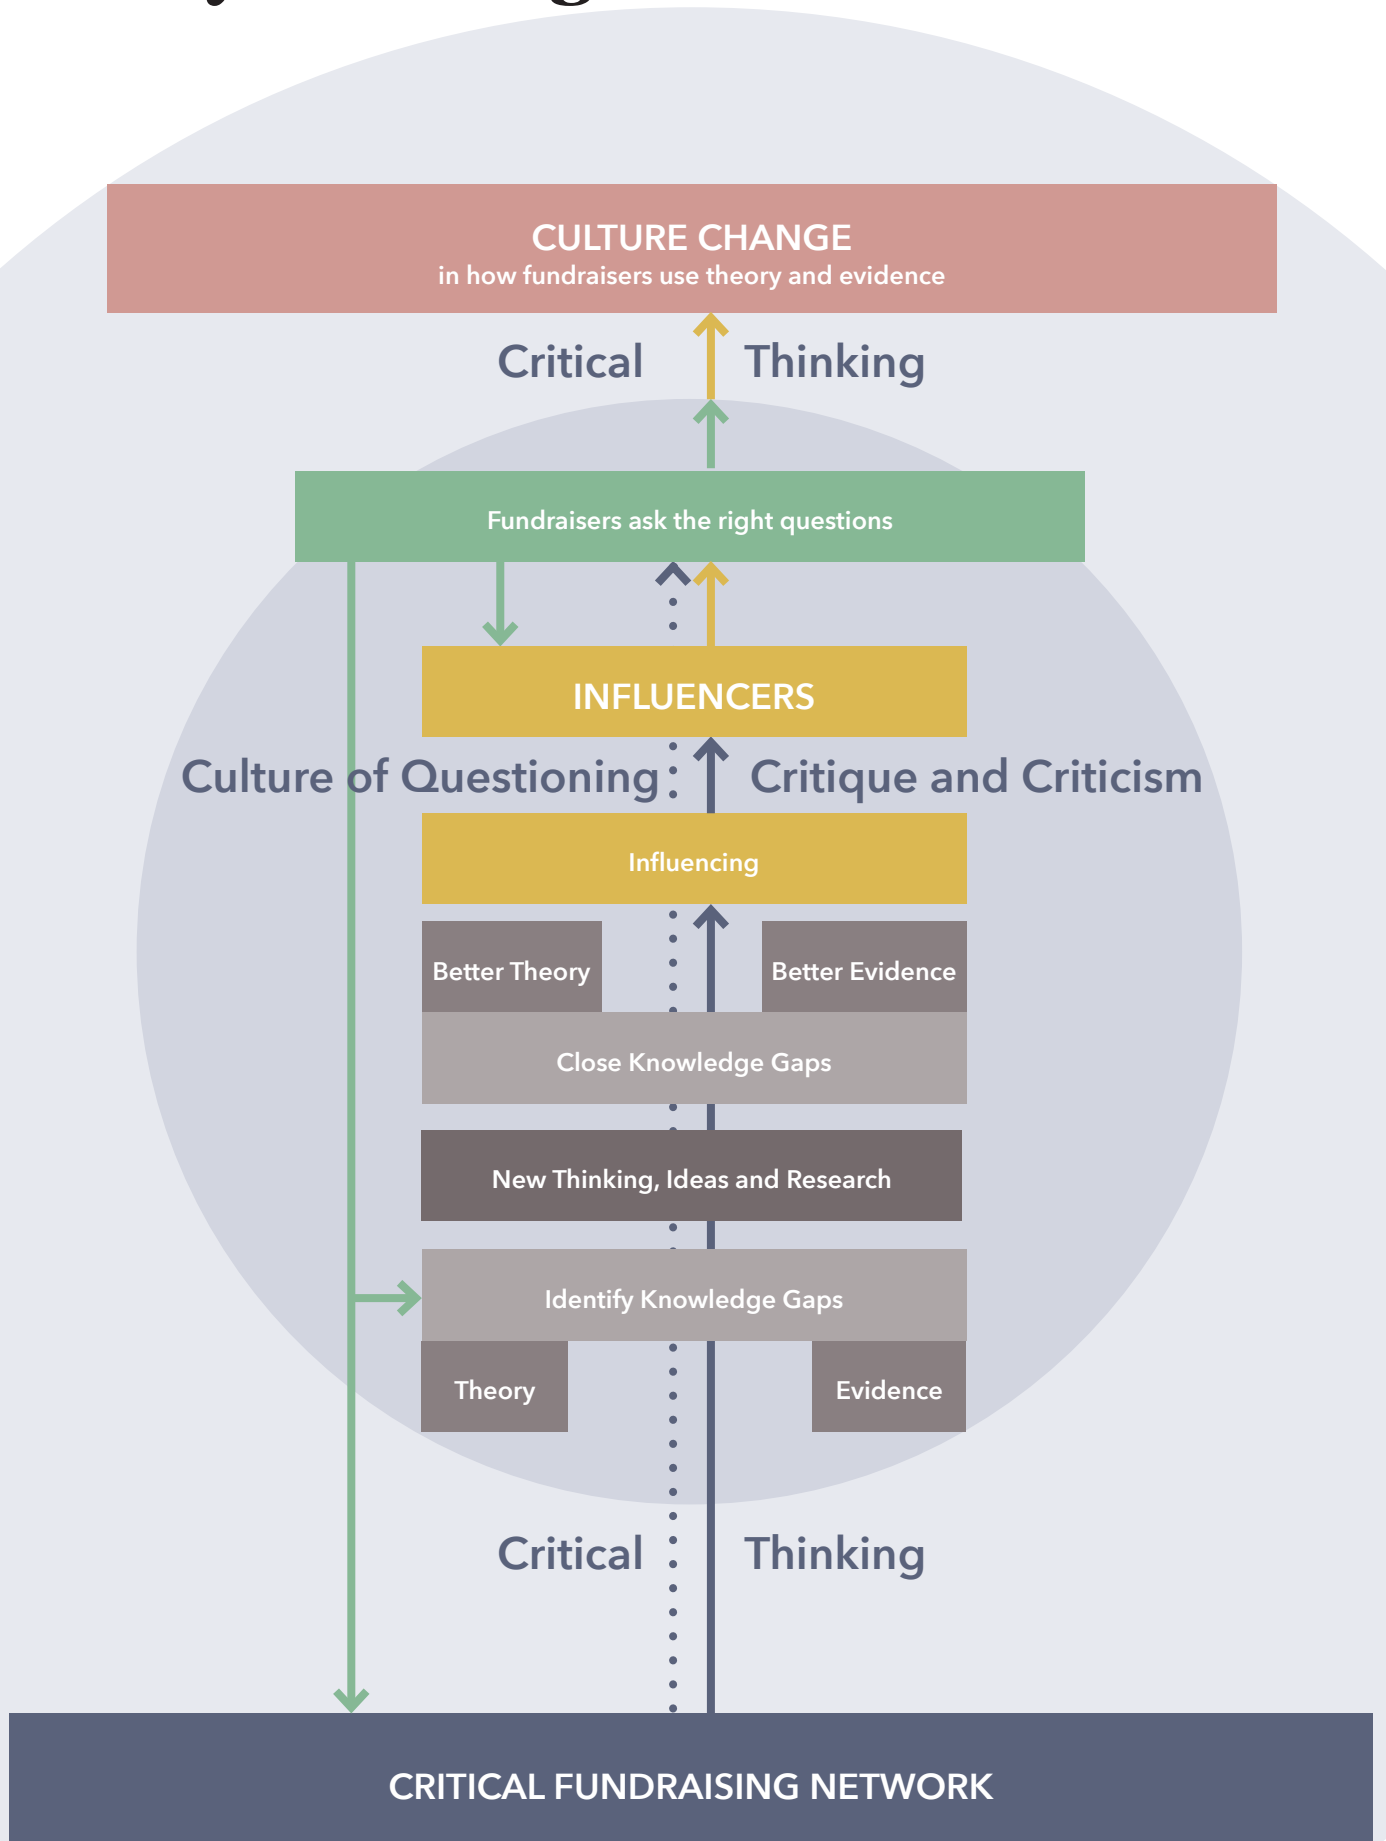 CULTURE CHANGE
in how fundraisers use theory and evidence
Critical Thinking
Fundraisers ask the right questions
INFLUENCERS
Culture of Questioning Critique and Criticism
Influencing
Better Theory Better Evidence
Close Knowledge Gaps
New Thinking, Ideas and Research
Identify Knowledge Gaps
Theory Evidence
Critical Thinking
CRITICAL FUNDRAISING NETWORK